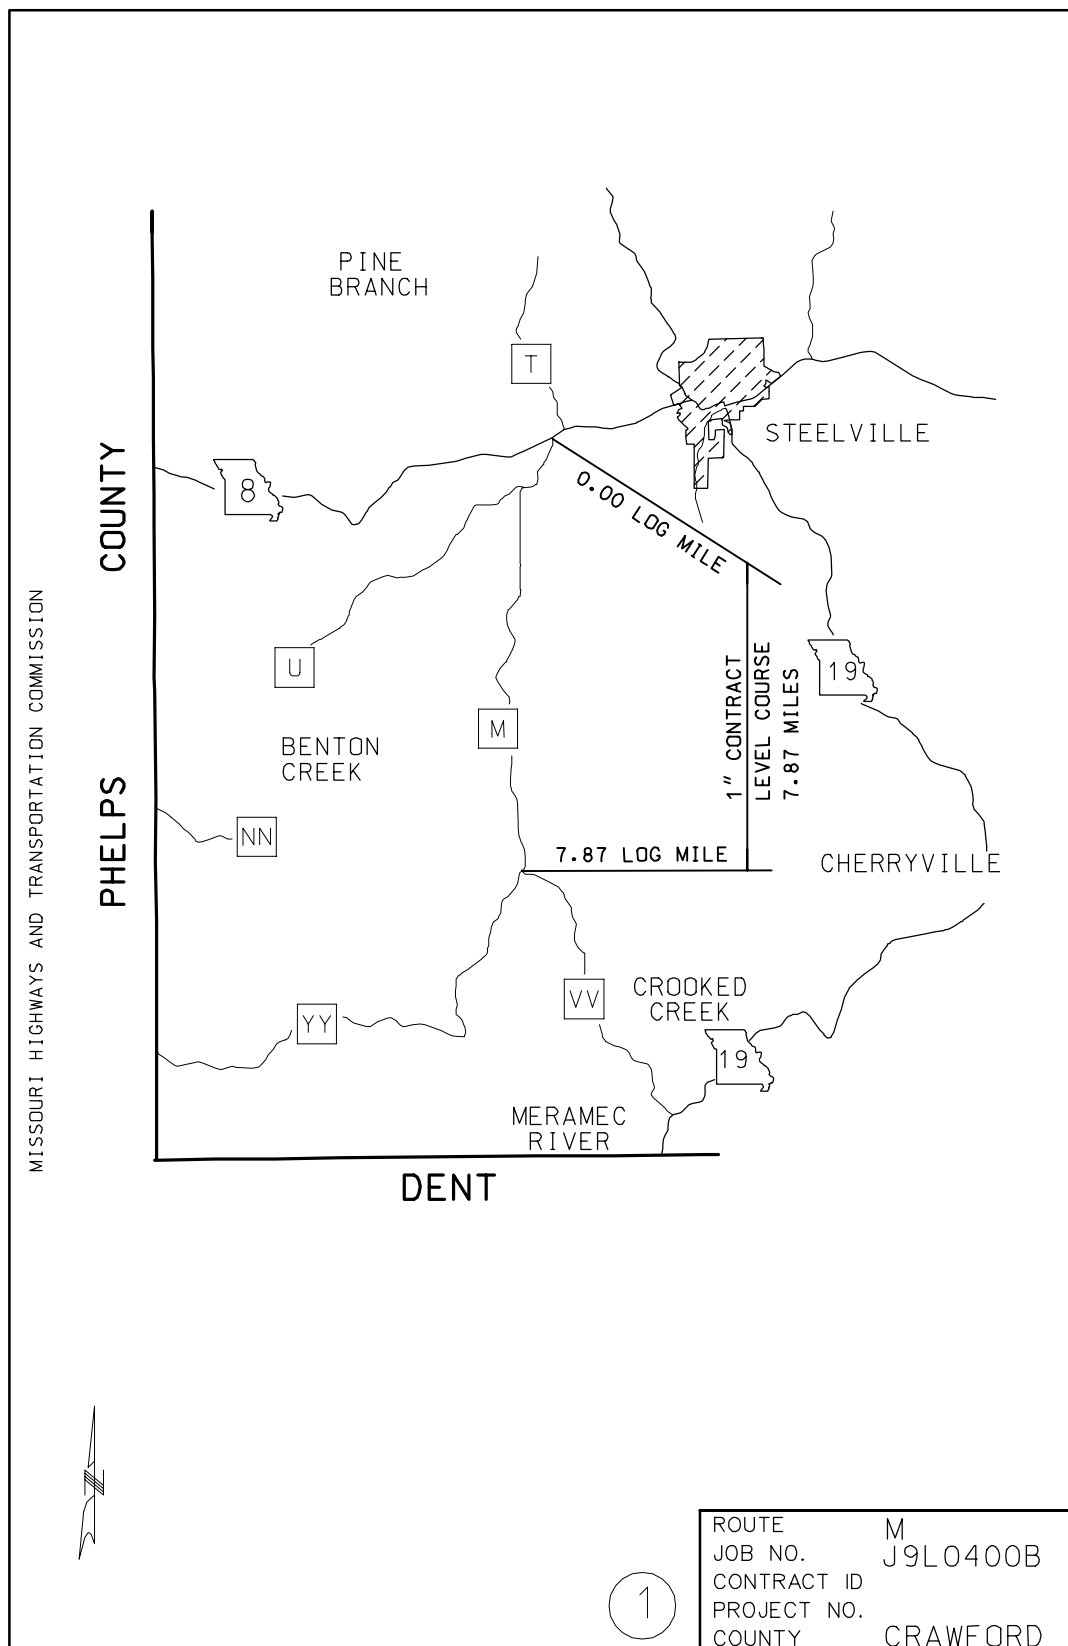 PINE
BRANCH
T
STEELVILLE
8
0.00 LOG MILE
COUNTY
PHELPS
MISSOURI HIGHWAYS AND TRANSPORTATION COMMISSION
U
19
M
1" CONTRACT
LEVEL COURSE
7.87 MILES
BENTON
CREEK
NN
7.87 LOG MILE
CHERRYVILLE
YY
VV
CROOKED
CREEK
19
MERAMEC
RIVER
DENT
N
1
ROUTE M
JOB NO. J9L0400B
CONTRACT ID
PROJECT NO.
COUNTY CRAWFORD